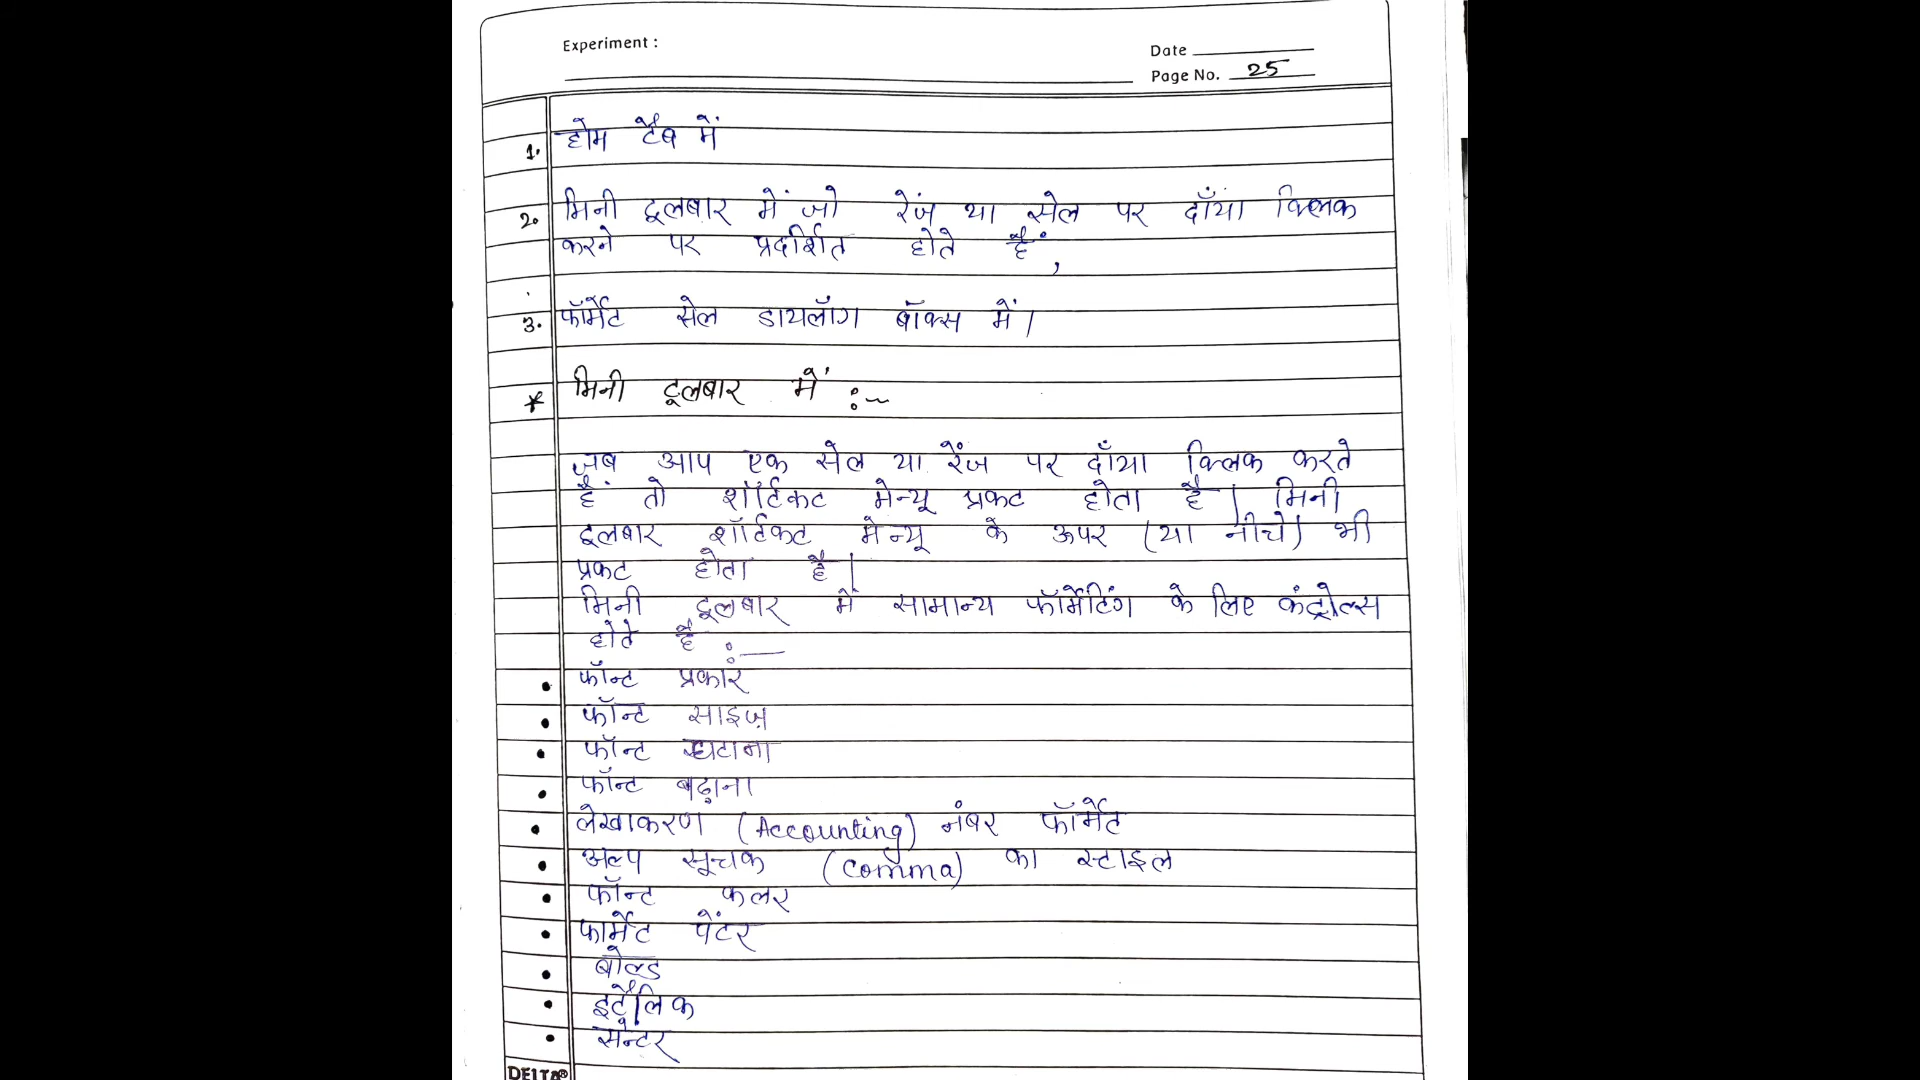 Experiment :
Date
Page No. 25
1. होम टैब में
2. मिनी टूलबार में जो रेंज या सेल पर दाँया क्लिक
करने पर प्रदर्शित होते हैं,
3. फॉर्मेट सेल डायलॉग बॉक्स में।
* मिनी टूलबार में :-
जब आप एक सेल या रेंज पर दाँया क्लिक करते
हैं तो शॉर्टकट मेन्यू प्रकट होता है। मिनी
टूलबार शॉर्टकट मेन्यू के ऊपर (या नीचे) भी
प्रकट होता है।
मिनी टूलबार में सामान्य फॉर्मेटिंग के लिए कंट्रोल्स
होते है :—
• फॉन्ट प्रकार
• फॉन्ट साइज़
• फॉन्ट घटाना
• फॉन्ट बढ़ाना
• लेखाकरण (Accounting) नंबर फॉर्मेट
• अल्प सूचक (comma) का स्टाइल
• फॉन्ट कलर
• फार्मेट पेंटर
• बोल्ड
• इटैलिक
• सेन्टर
DELTA®